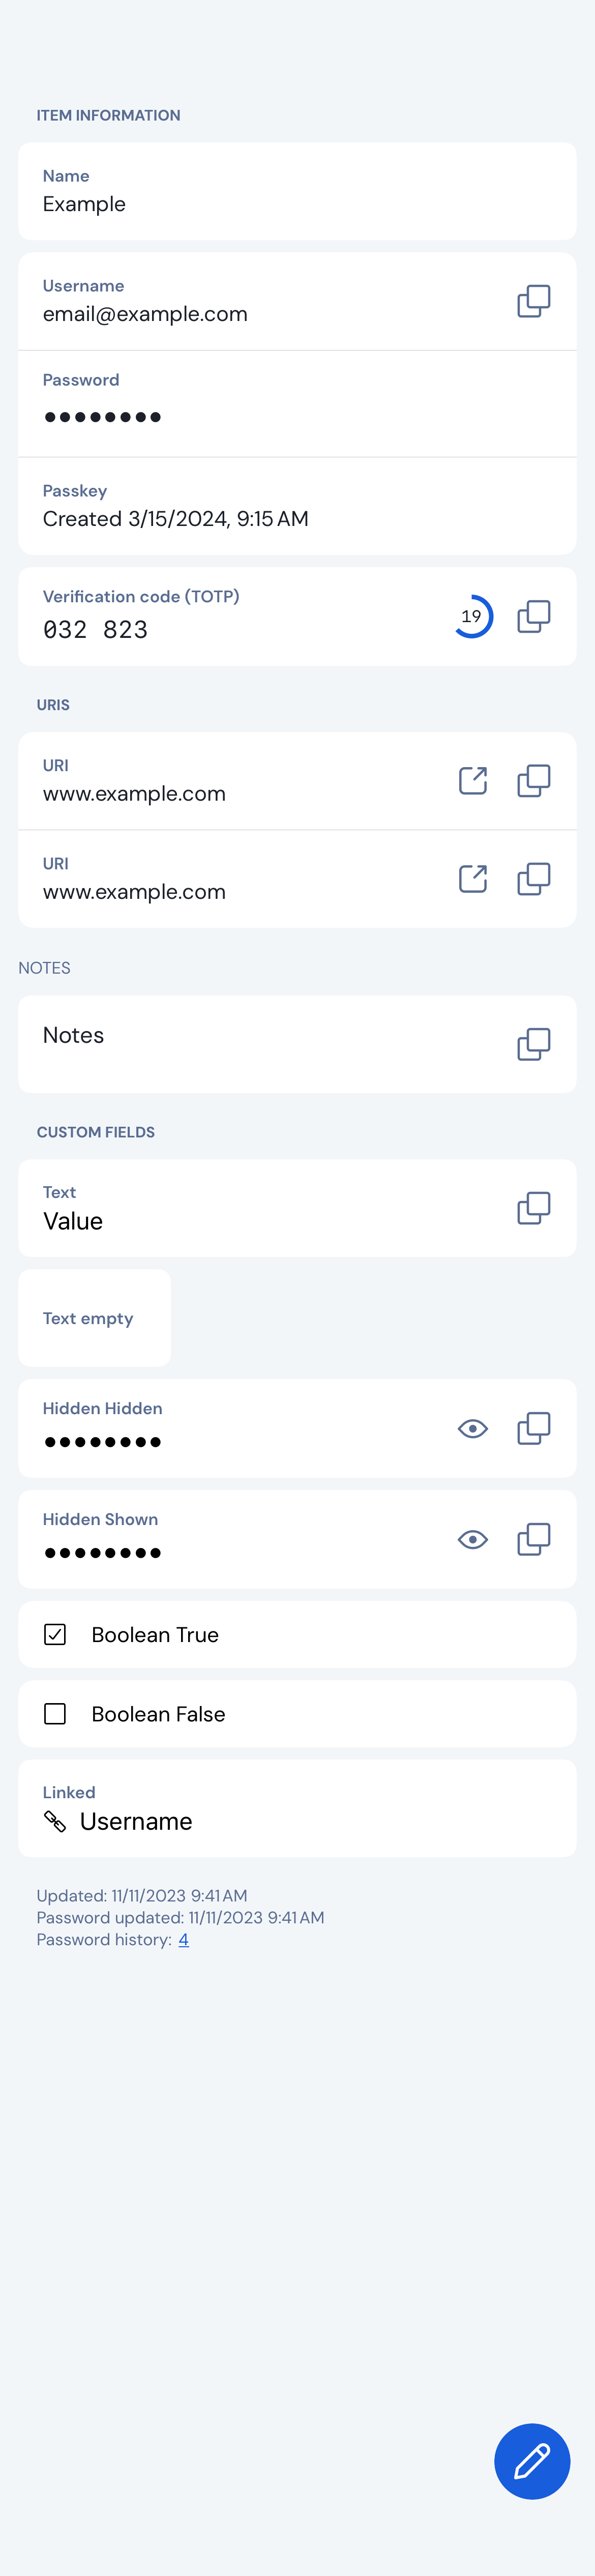 ITEM INFORMATION
Name
Example
Username
email@example.com
Password
●●●●●●●●
Passkey
Created 3/15/2024, 9:15 AM
Verification code (TOTP)
032 823
19
URIS
URI
www.example.com
URI
www.example.com
NOTES
Notes
CUSTOM FIELDS
Text
Value
Text empty
Hidden Hidden
●●●●●●●●
Hidden Shown
●●●●●●●●
Boolean True
Boolean False
Linked
Username
Updated: 11/11/2023 9:41 AM
Password updated: 11/11/2023 9:41 AM
Password history: 4